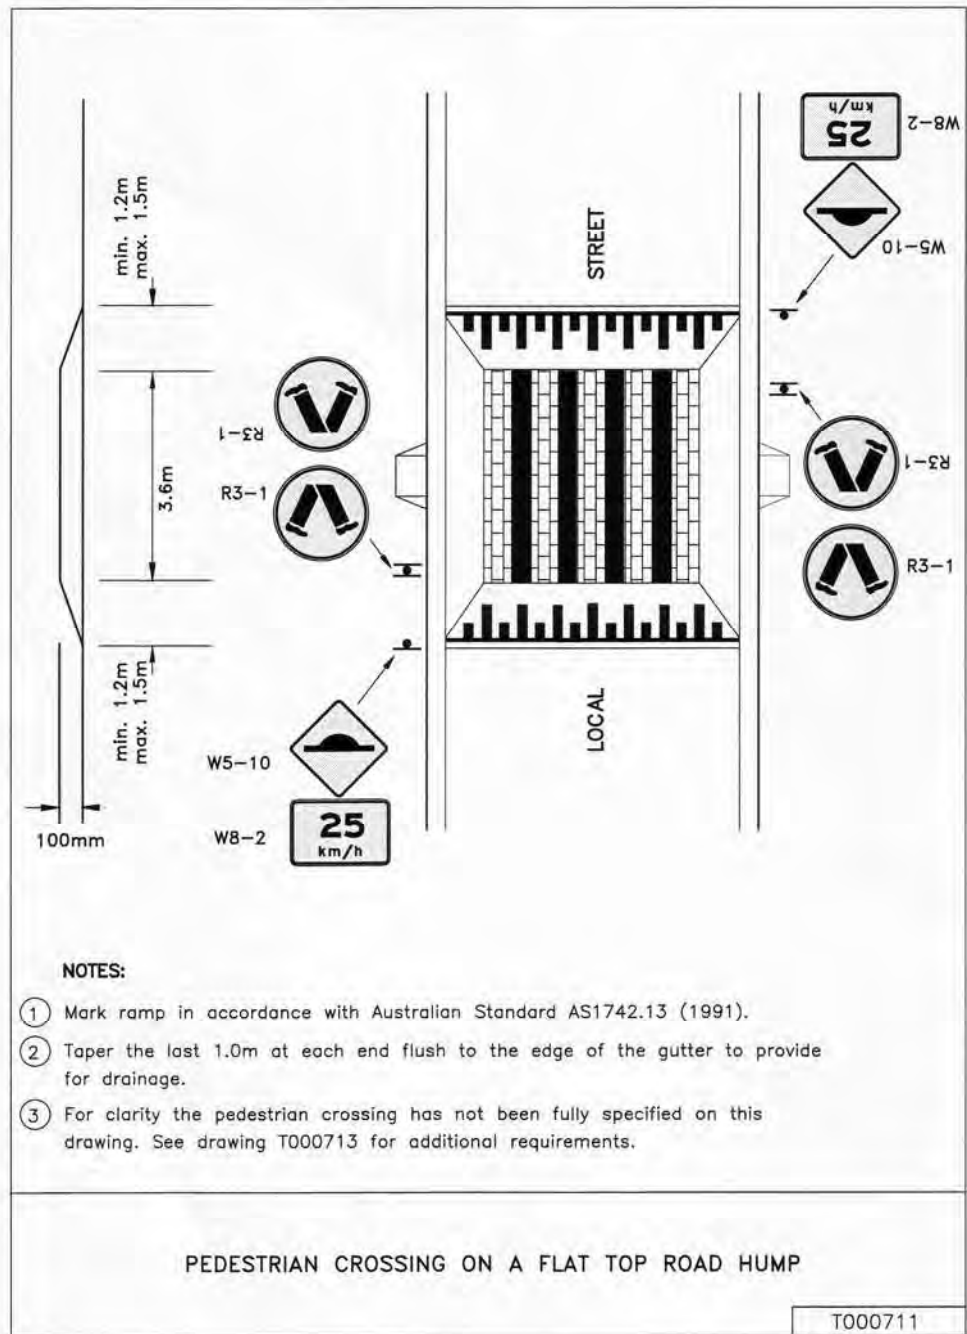 25
km/h
W8-2
W5-10
min. 1.2m
max. 1.5m
STREET
R3-1
R3-1
3.6m
R3-1
R3-1
min. 1.2m
max. 1.5m
LOCAL
W5-10
100mm
W8-2
25
km/h
NOTES:
1 Mark ramp in accordance with Australian Standard AS1742.13 (1991).
2 Taper the last 1.0m at each end flush to the edge of the gutter to provide
for drainage.
3 For clarity the pedestrian crossing has not been fully specified on this
drawing. See drawing T000713 for additional requirements.
PEDESTRIAN CROSSING ON A FLAT TOP ROAD HUMP
T000711